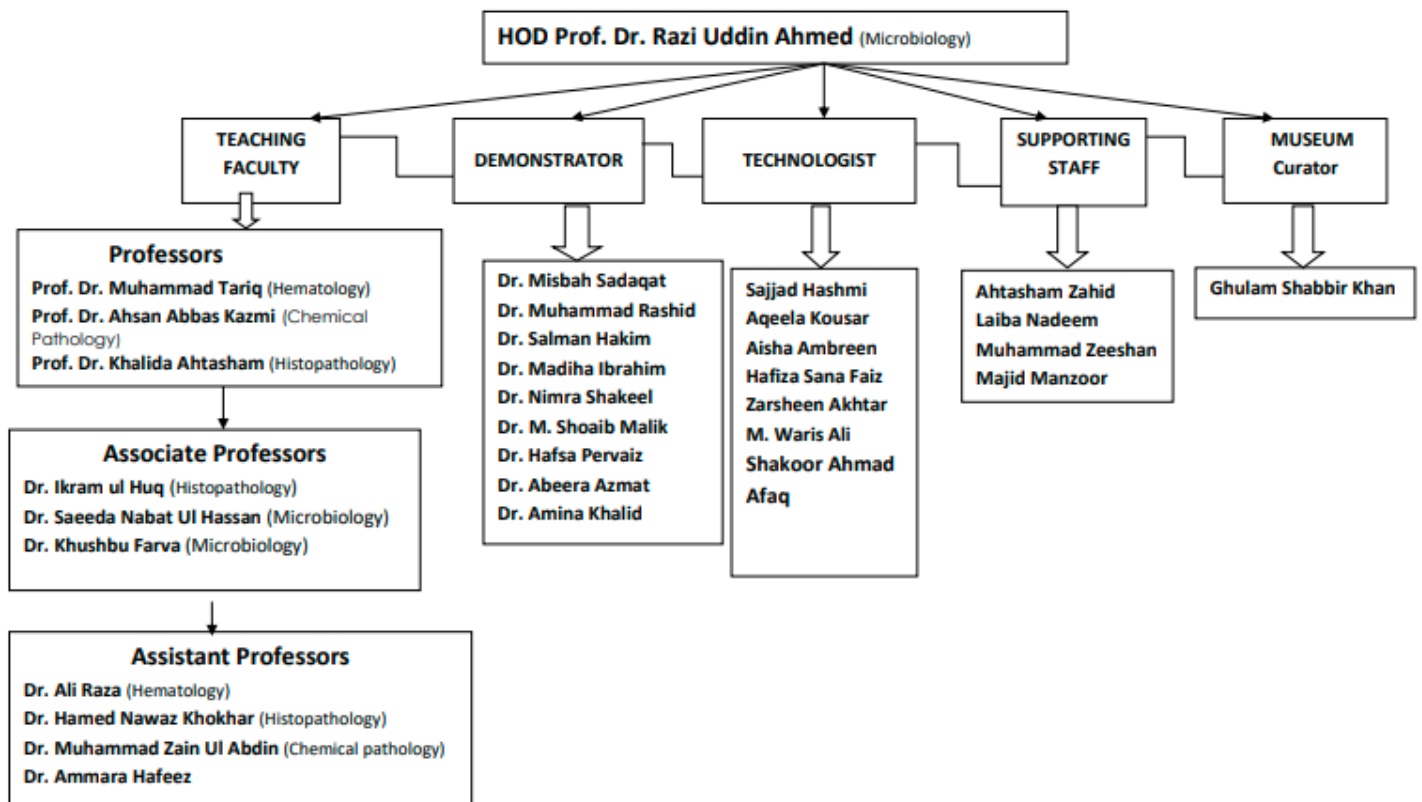 HOD Prof. Dr. Razi Uddin Ahmed (Microbiology)
TEACHING
FACULTY
DEMONSTRATOR
TECHNOLOGIST
SUPPORTING
STAFF
MUSEUM
Curator
Professors
Prof. Dr. Muhammad Tariq (Hematology)
Prof. Dr. Ahsan Abbas Kazmi (Chemical
Pathology)
Prof. Dr. Khalida Ahtasham (Histopathology)
Associate Professors
Dr. Ikram ul Huq (Histopathology)
Dr. Saeeda Nabat Ul Hassan (Microbiology)
Dr. Khushbu Farva (Microbiology)
Assistant Professors
Dr. Ali Raza (Hematology)
Dr. Hamed Nawaz Khokhar (Histopathology)
Dr. Muhammad Zain Ul Abdin (Chemical pathology)
Dr. Ammara Hafeez
Dr. Misbah Sadaqat
Dr. Muhammad Rashid
Dr. Salman Hakim
Dr. Madiha Ibrahim
Dr. Nimra Shakeel
Dr. M. Shoaib Malik
Dr. Hafsa Pervaiz
Dr. Abeera Azmat
Dr. Amina Khalid
Sajjad Hashmi
Aqeela Kousar
Aisha Ambreen
Hafiza Sana Faiz
Zarsheen Akhtar
M. Waris Ali
Shakoor Ahmad
Afaq
Ahtasham Zahid
Laiba Nadeem
Muhammad Zeeshan
Majid Manzoor
Ghulam Shabbir Khan